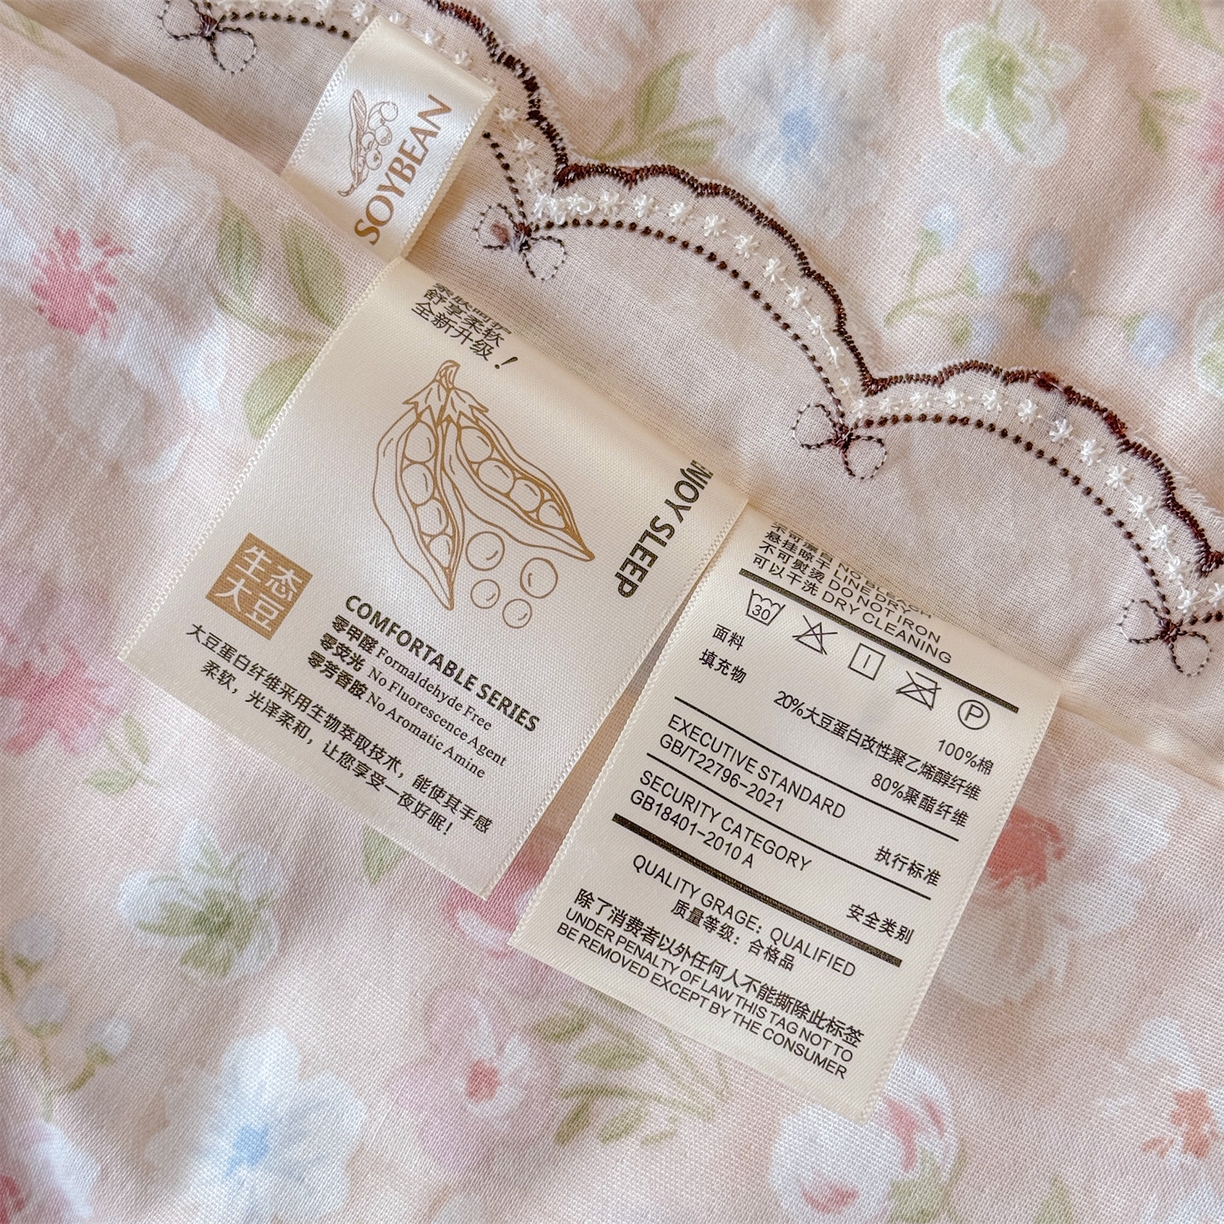 SOYBEAN
柔肤呵护
舒享柔软
全新升级!
ENJOY SLEEP
生态
大豆
COMFORTABLE SERIES
零甲醛 Formaldehyde Free
零荧光 No Fluorescence Agent
零芳香胺 No Aromatic Amine
大豆蛋白纤维采用生物萃取技术，能使其手感
柔软，光泽柔和，让您享受一夜好眠!
不可漂白 NO BLEACH
悬挂晾干 LINE DRY
不可熨烫 DO NOT IRON
可以干洗 DRY CLEANING
30
P
面料 100%棉
填充物 20%大豆蛋白改性聚乙烯醇纤维
80%聚酯纤维
EXECUTIVE STANDARD 执行标准
GB/T22796-2021
SECURITY CATEGORY 安全类别
GB18401-2010 A
QUALITY GRAGE: QUALIFIED
质量等级: 合格品
除了消费者以外任何人不能撕除此标签
UNDER PENALTY OF LAW THIS TAG NOT TO
BE REMOVED EXCEPT BY THE CONSUMER